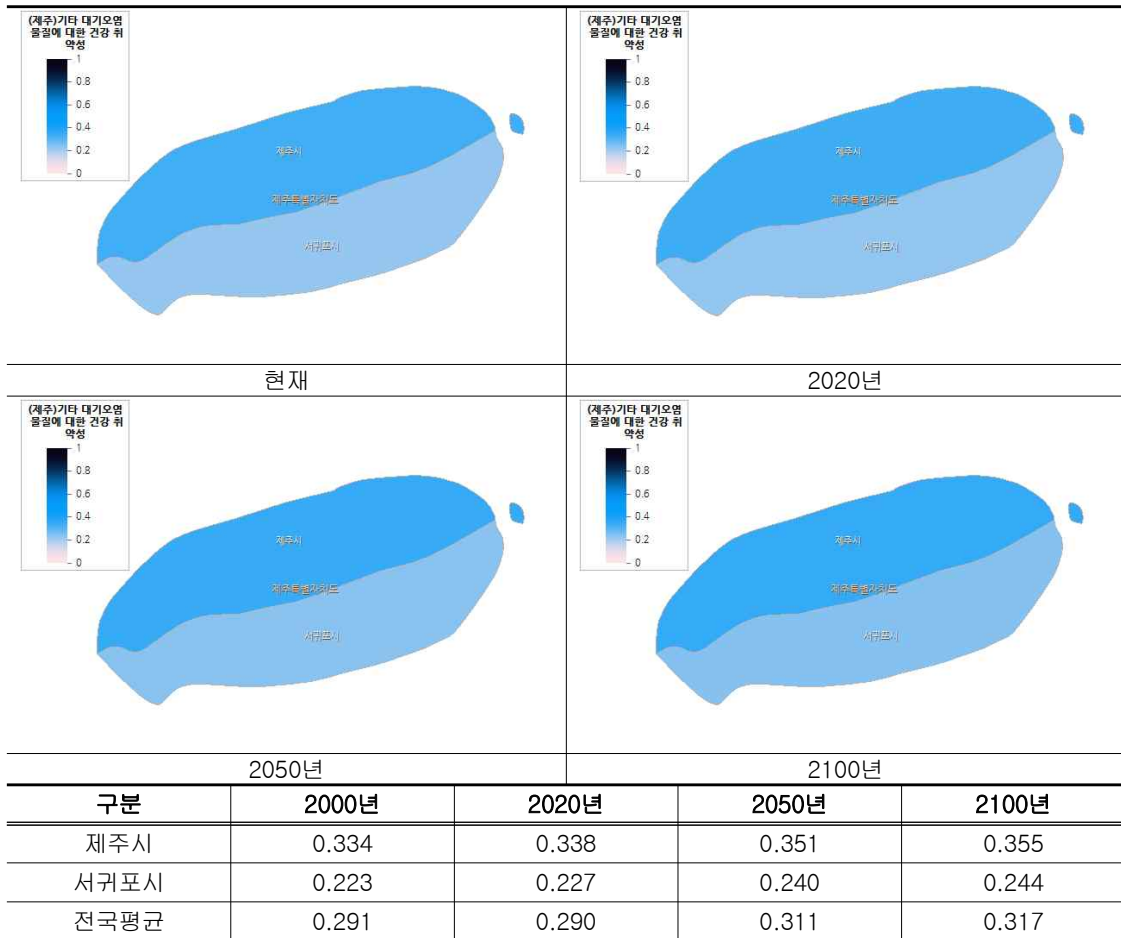 (제주)기타 대기오염
물질에 대한 건강 취
약성
1
0.8
0.6
0.4
0.2
0
제주시
제주특별자치도
서귀포시
(제주)기타 대기오염
물질에 대한 건강 취
약성
1
0.8
0.6
0.4
0.2
0
제주시
제주특별자치도
서귀포시
현재 2020년
(제주)기타 대기오염
물질에 대한 건강 취
약성
1
0.8
0.6
0.4
0.2
0
제주시
제주특별자치도
서귀포시
(제주)기타 대기오염
물질에 대한 건강 취
약성
1
0.8
0.6
0.4
0.2
0
제주시
제주특별자치도
서귀포시
2050년 2100년
구분 2000년 2020년 2050년 2100년
제주시 0.334 0.338 0.351 0.355
서귀포시 0.223 0.227 0.240 0.244
전국평균 0.291 0.290 0.311 0.317